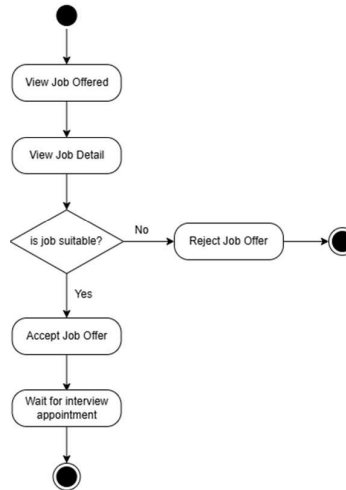 View Job Offered
View Job Detail
is job suitable?
No
Reject Job Offer
Yes
Accept Job Offer
Wait for interview
appointment